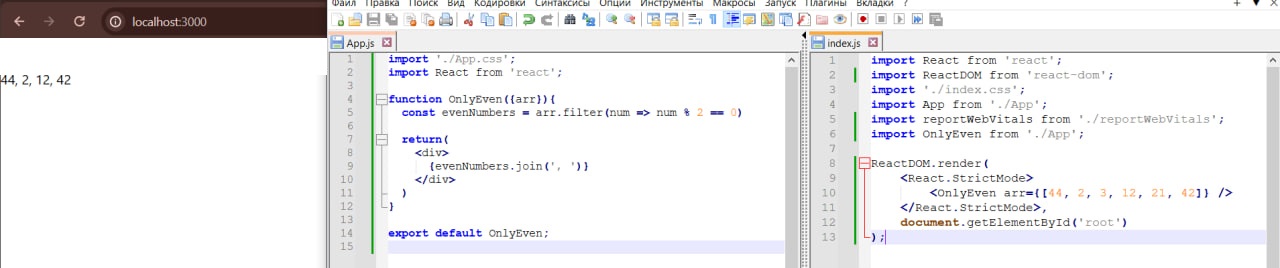 localhost:3000
44, 2, 12, 42
Файл Правка Поиск Вид Кодировки Синтаксисы Опции Инструменты Макросы Запуск Плагины Вкладки ?
App.js
1 import './App.css';
2 import React from 'react';
3
4 function OnlyEven({arr}){
5 const evenNumbers = arr.filter(num => num % 2 == 0)
6
7 return(
8 <div>
9 {evenNumbers.join(', ')}
10 </div>
11 )
12 }
13
14 export default OnlyEven;
15
index.js
1 import React from 'react';
2 import ReactDOM from 'react-dom';
3 import './index.css';
4 import App from './App';
5 import reportWebVitals from './reportWebVitals';
6 import OnlyEven from './App';
7
8 ReactDOM.render(
9 <React.StrictMode>
10 <OnlyEven arr={[44, 2, 3, 12, 21, 42]} />
11 </React.StrictMode>,
12 document.getElementById('root')
13 );